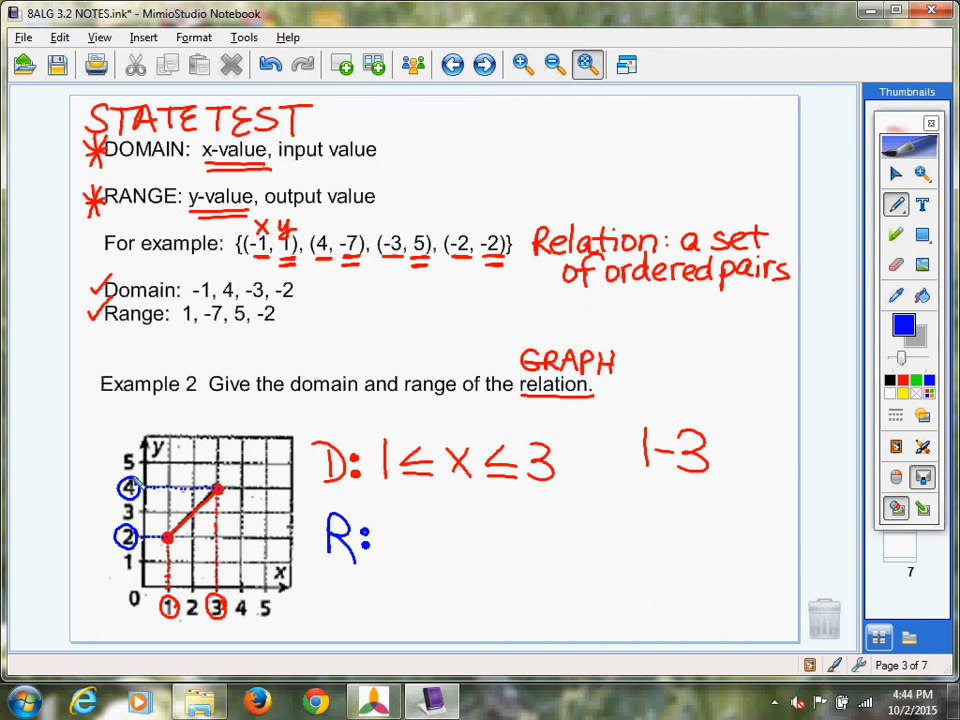 8ALG 3.2 NOTES.ink* - MimioStudio Notebook
File Edit View Insert Format Tools Help
Thumbnails
STATE TEST
*DOMAIN: x-value, input value
*RANGE: y-value, output value
x y
For example: {(-1, 1), (4, -7), (-3, 5), (-2, -2)}
Relation: a set
of ordered pairs
✓Domain: -1, 4, -3, -2
✓Range: 1, -7, 5, -2
GRAPH
Example 2 Give the domain and range of the relation.
y
5
4
3
2
1
x
0 1 2 3 4 5
D: 1 ≤ x ≤ 3
1-3
R:
T
7
Page 3 of 7
4:44 PM
10/2/2015